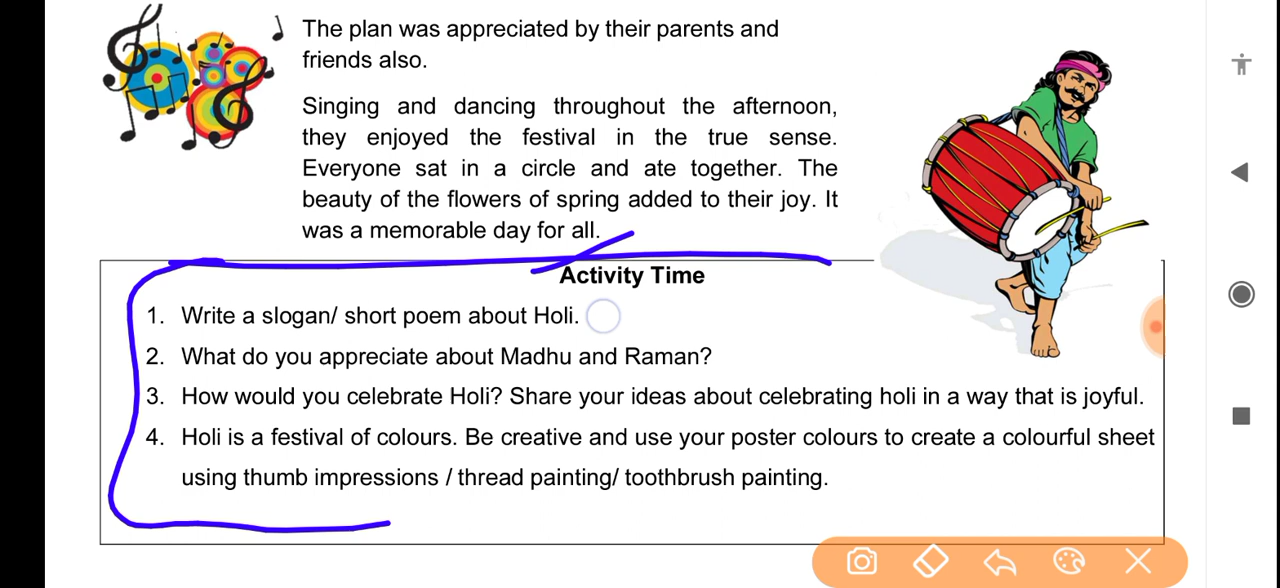 The plan was appreciated by their parents and
friends also.
Singing and dancing throughout the afternoon,
they enjoyed the festival in the true sense.
Everyone sat in a circle and ate together. The
beauty of the flowers of spring added to their joy. It
was a memorable day for all.
Activity Time
1. Write a slogan/ short poem about Holi.
2. What do you appreciate about Madhu and Raman?
3. How would you celebrate Holi? Share your ideas about celebrating holi in a way that is joyful.
4. Holi is a festival of colours. Be creative and use your poster colours to create a colourful sheet
using thumb impressions / thread painting/ toothbrush painting.